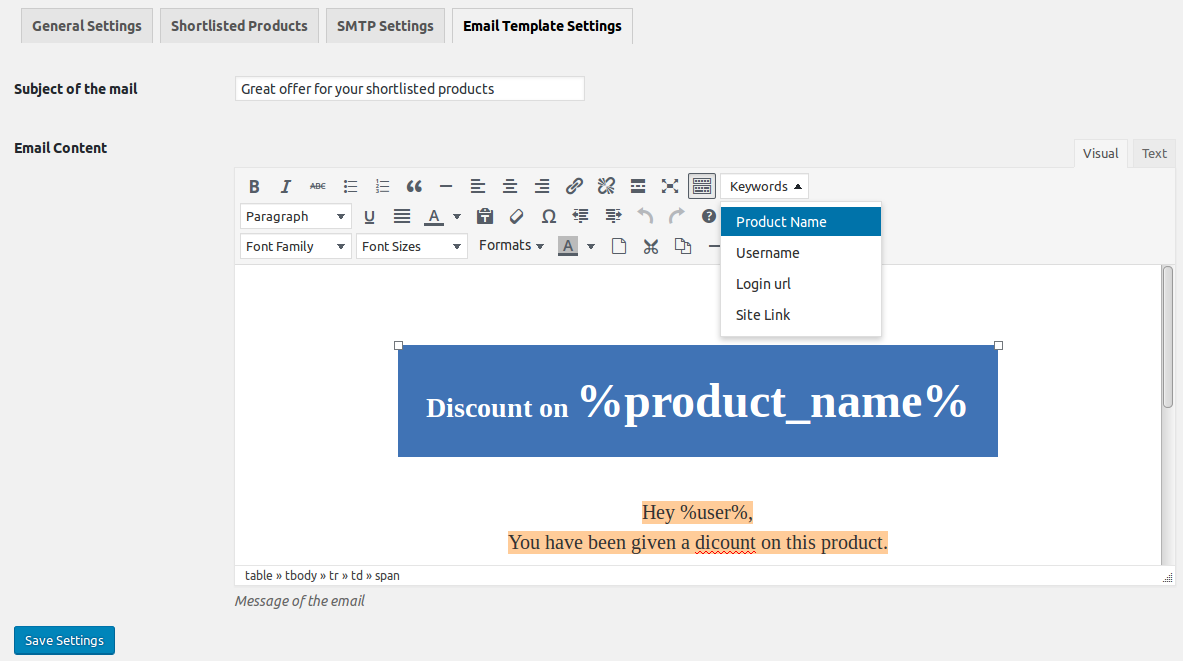 General Settings Shortlisted Products SMTP Settings Email Template Settings
Subject of the mail Great offer for your shortlisted products
Email Content
Visual Text
B I ABC Keywords
Paragraph U A Ω ?
Product Name
Font Family Font Sizes Formats A
Username
Login url
Site Link
Discount on %product_name%
Hey %user%,
You have been given a dicount on this product.
table » tbody » tr » td » span
Message of the email
Save Settings